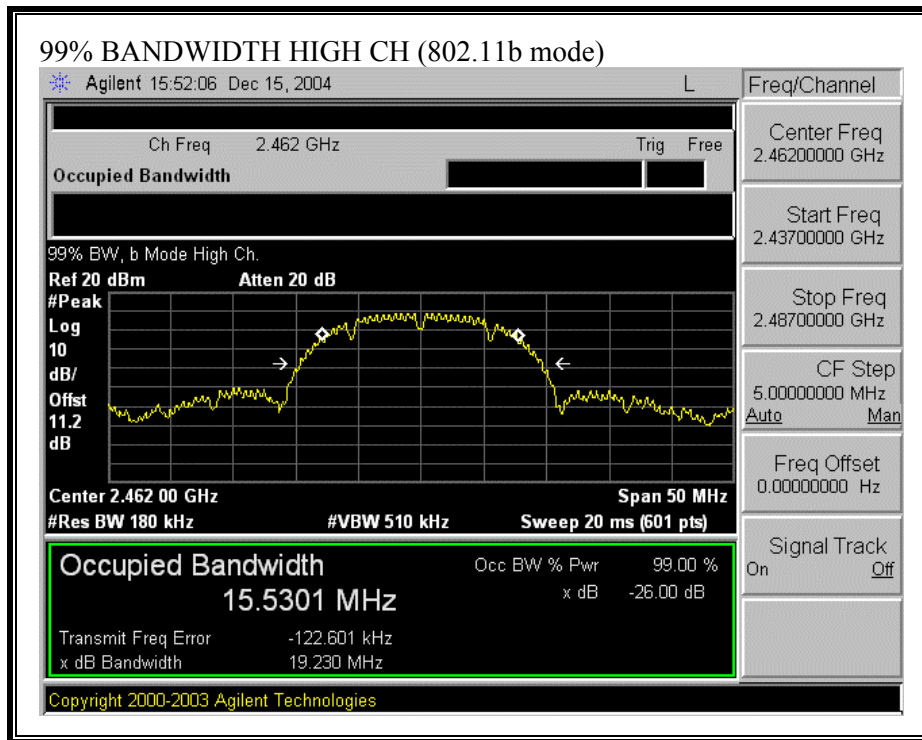 99% BANDWIDTH HIGH CH (802.11b mode)
Agilent 15:52:06 Dec 15, 2004 L
Freq/Channel
Ch Freq 2.462 GHz Trig Free
Occupied Bandwidth
Center Freq
2.46200000 GHz
Start Freq
2.43700000 GHz
Stop Freq
2.48700000 GHz
CF Step
5.00000000 MHz
Auto Man
Freq Offset
0.00000000 Hz
Signal Track
On Off
99% BW, b Mode High Ch.
Ref 20 dBm Atten 20 dB
#Peak
Log
10
dB/
Offst
11.2
dB
Center 2.462 00 GHz Span 50 MHz
#Res BW 180 kHz #VBW 510 kHz Sweep 20 ms (601 pts)
Occupied Bandwidth
15.5301 MHz
Occ BW % Pwr 99.00 %
x dB -26.00 dB
Transmit Freq Error -122.601 kHz
x dB Bandwidth 19.230 MHz
Copyright 2000-2003 Agilent Technologies